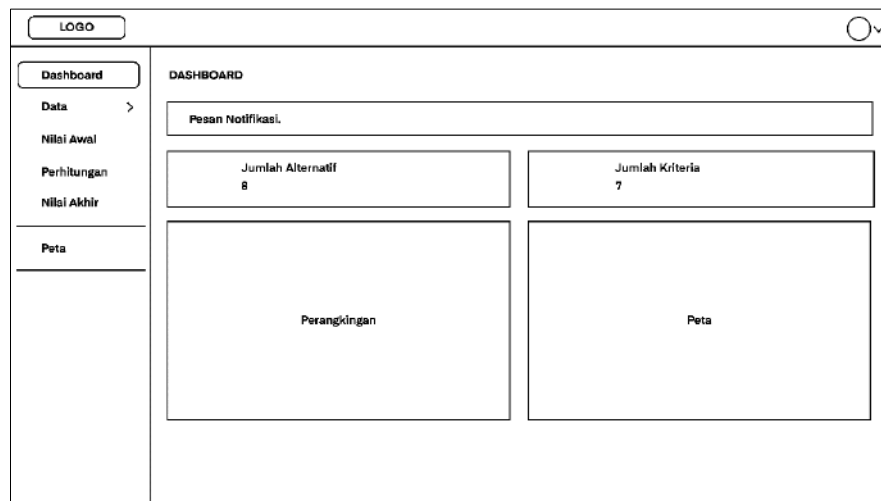 LOGO
Dashboard
Data
Nilai Awal
Perhitungan
Nilai Akhir
Peta
DASHBOARD
Pesan Notifikasi.
Jumlah Alternatif
8
Jumlah Kriteria
7
Perangkingan
Peta